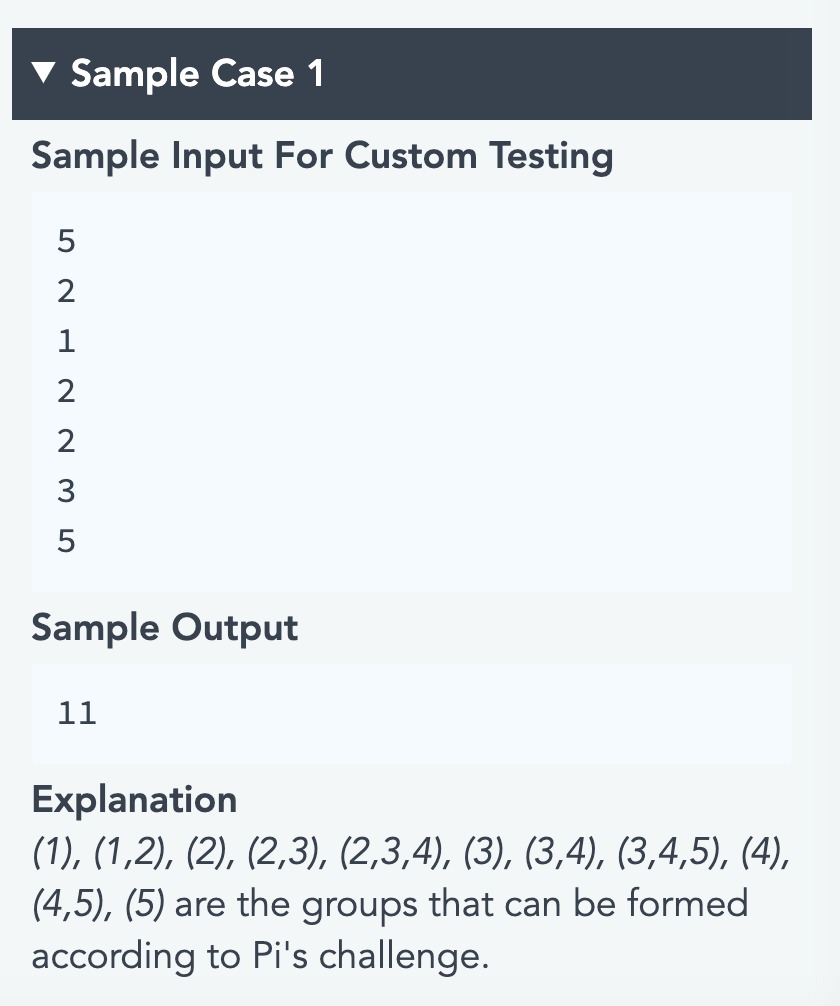 ▼ Sample Case 1
Sample Input For Custom Testing
5
2
1
2
2
3
5
Sample Output
11
Explanation
(1), (1,2), (2), (2,3), (2,3,4), (3), (3,4), (3,4,5), (4),
(4,5), (5) are the groups that can be formed
according to Pi's challenge.